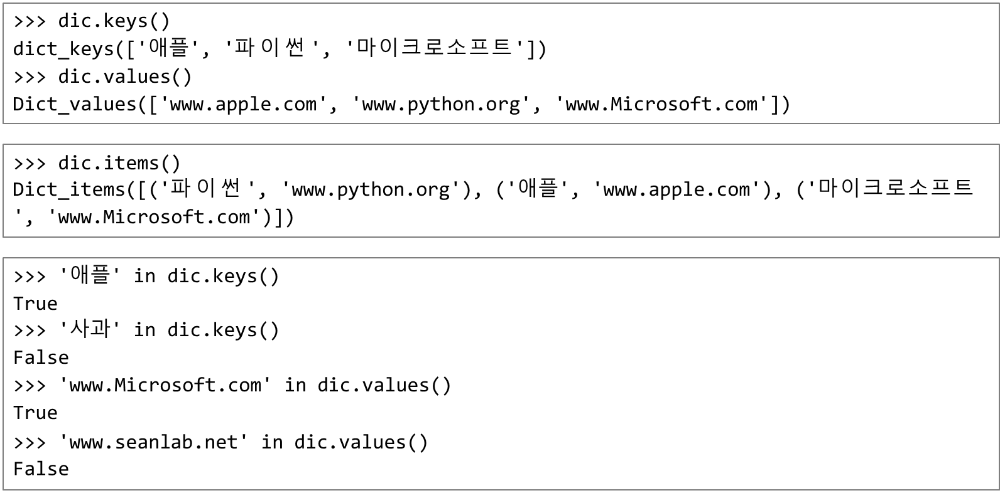 >>> dic.keys()
dict_keys(['애플', '파이썬', '마이크로소프트'])
>>> dic.values()
Dict_values(['www.apple.com', 'www.python.org', 'www.Microsoft.com'])
>>> dic.items()
Dict_items([('파이썬', 'www.python.org'), ('애플', 'www.apple.com'), ('마이크로소프트
', 'www.Microsoft.com')])
>>> '애플' in dic.keys()
True
>>> '사과' in dic.keys()
False
>>> 'www.Microsoft.com' in dic.values()
True
>>> 'www.seanlab.net' in dic.values()
False